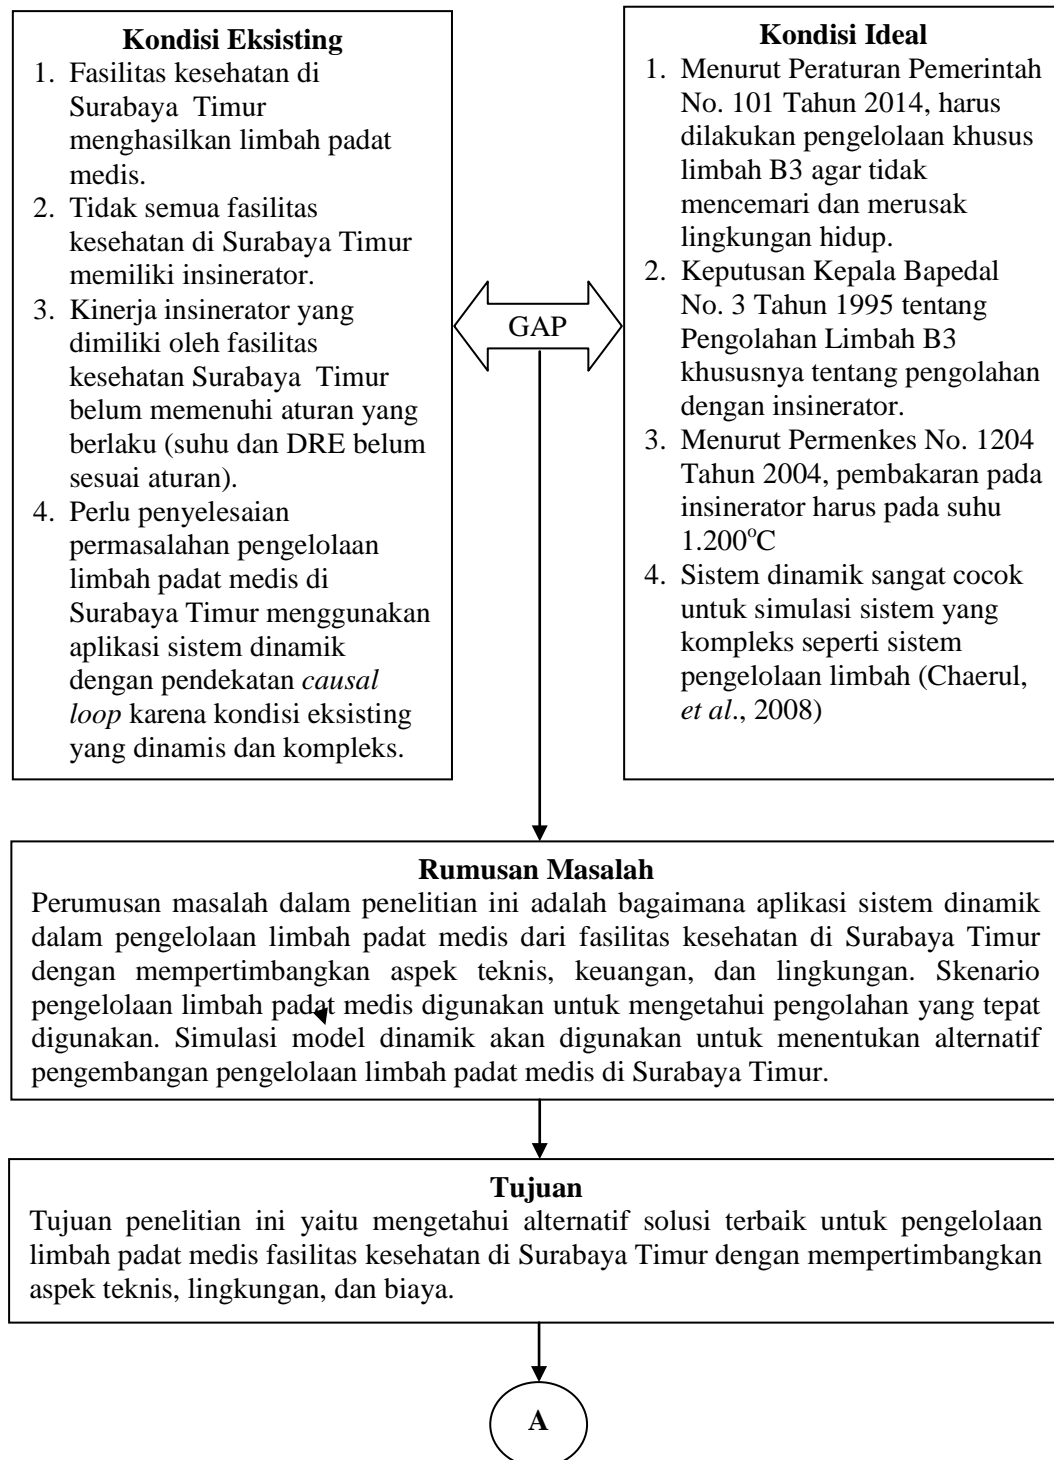 Kondisi Eksisting
1. Fasilitas kesehatan di
Surabaya Timur
menghasilkan limbah padat
medis.
2. Tidak semua fasilitas
kesehatan di Surabaya Timur
memiliki insinerator.
3. Kinerja insinerator yang
dimiliki oleh fasilitas
kesehatan Surabaya Timur
belum memenuhi aturan yang
berlaku (suhu dan DRE belum
sesuai aturan).
4. Perlu penyelesaian
permasalahan pengelolaan
limbah padat medis di
Surabaya Timur menggunakan
aplikasi sistem dinamik
dengan pendekatan causal
loop karena kondisi eksisting
yang dinamis dan kompleks.
GAP
Kondisi Ideal
1. Menurut Peraturan Pemerintah
No. 101 Tahun 2014, harus
dilakukan pengelolaan khusus
limbah B3 agar tidak
mencemari dan merusak
lingkungan hidup.
2. Keputusan Kepala Bapedal
No. 3 Tahun 1995 tentang
Pengolahan Limbah B3
khususnya tentang pengolahan
dengan insinerator.
3. Menurut Permenkes No. 1204
Tahun 2004, pembakaran pada
insinerator harus pada suhu
1.200°C
4. Sistem dinamik sangat cocok
untuk simulasi sistem yang
kompleks seperti sistem
pengelolaan limbah (Chaerul,
et al., 2008)
Rumusan Masalah
Perumusan masalah dalam penelitian ini adalah bagaimana aplikasi sistem dinamik
dalam pengelolaan limbah padat medis dari fasilitas kesehatan di Surabaya Timur
dengan mempertimbangkan aspek teknis, keuangan, dan lingkungan. Skenario
pengelolaan limbah padat medis digunakan untuk mengetahui pengolahan yang tepat
digunakan. Simulasi model dinamik akan digunakan untuk menentukan alternatif
pengembangan pengelolaan limbah padat medis di Surabaya Timur.
Tujuan
Tujuan penelitian ini yaitu mengetahui alternatif solusi terbaik untuk pengelolaan
limbah padat medis fasilitas kesehatan di Surabaya Timur dengan mempertimbangkan
aspek teknis, lingkungan, dan biaya.
A